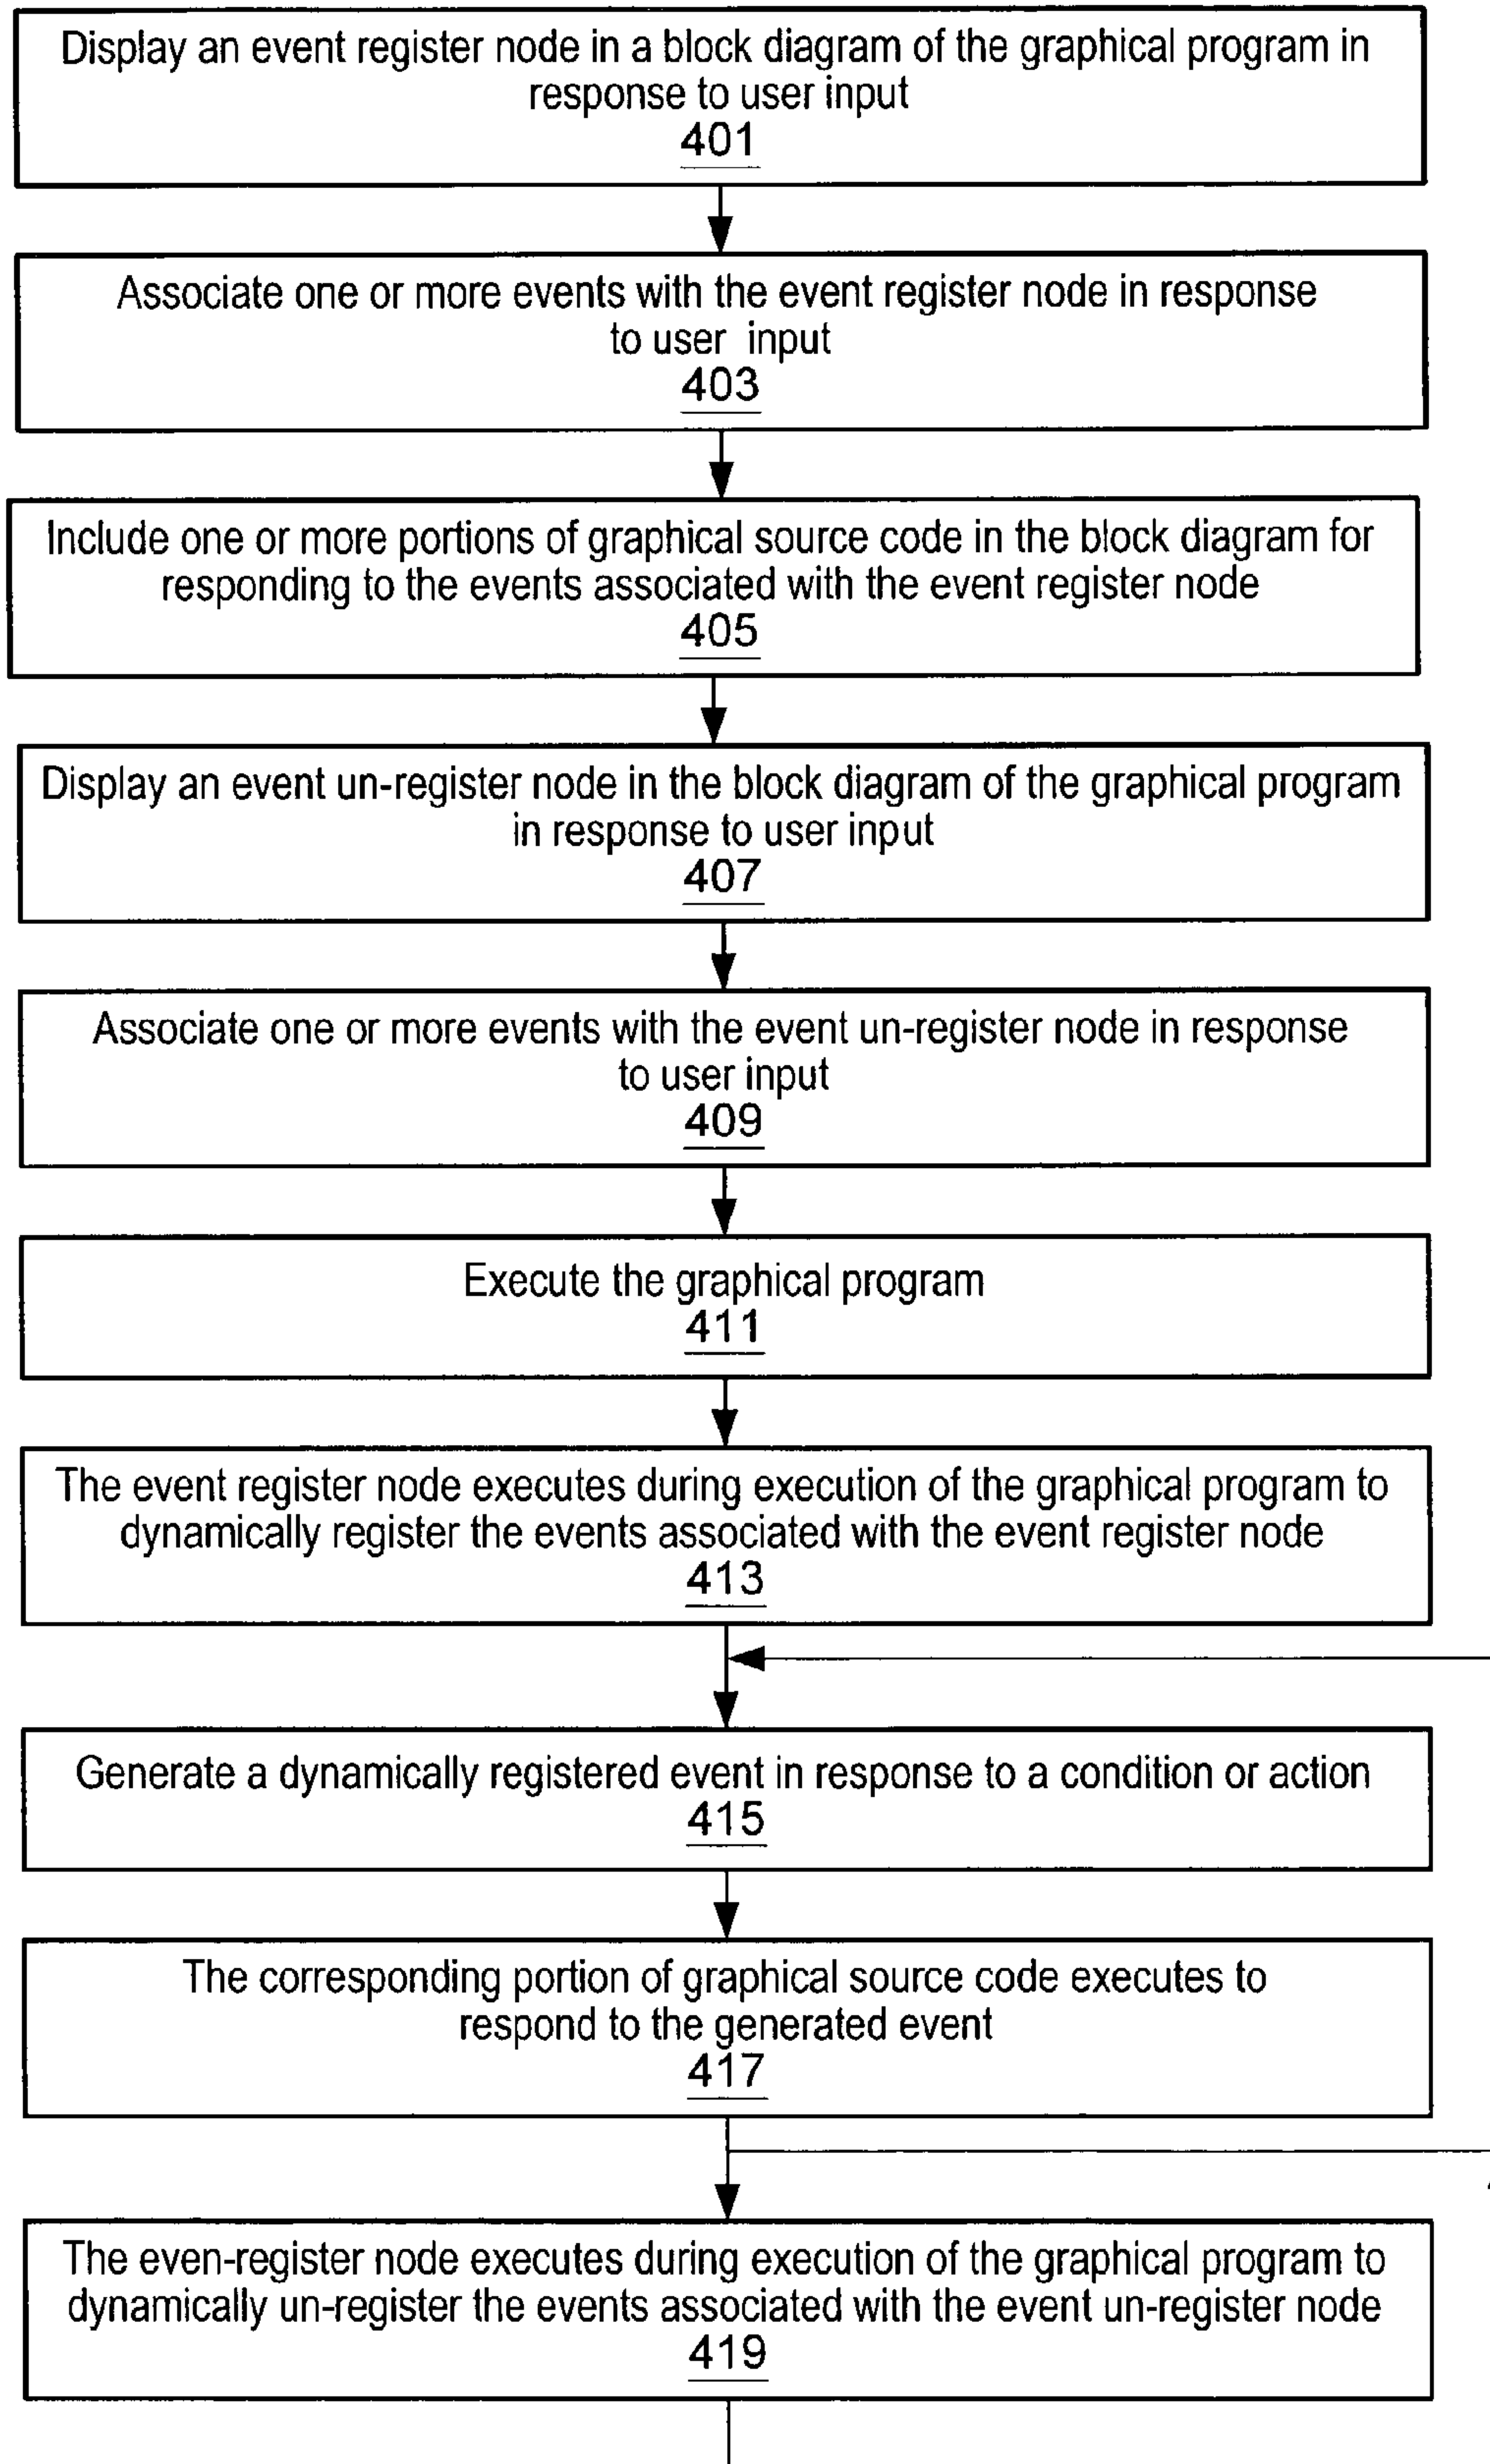 Display an event register node in a block diagram of the graphical program in
response to user input
401
Associate one or more events with the event register node in response
to user input
403
Include one or more portions of graphical source code in the block diagram for
responding to the events associated with the event register node
405
Display an event un-register node in the block diagram of the graphical program
in response to user input
407
Associate one or more events with the event un-register node in response
to user input
409
Execute the graphical program
411
The event register node executes during execution of the graphical program to
dynamically register the events associated with the event register node
413
Generate a dynamically registered event in response to a condition or action
415
The corresponding portion of graphical source code executes to
respond to the generated event
417
The even-register node executes during execution of the graphical program to
dynamically un-register the events associated with the event un-register node
419